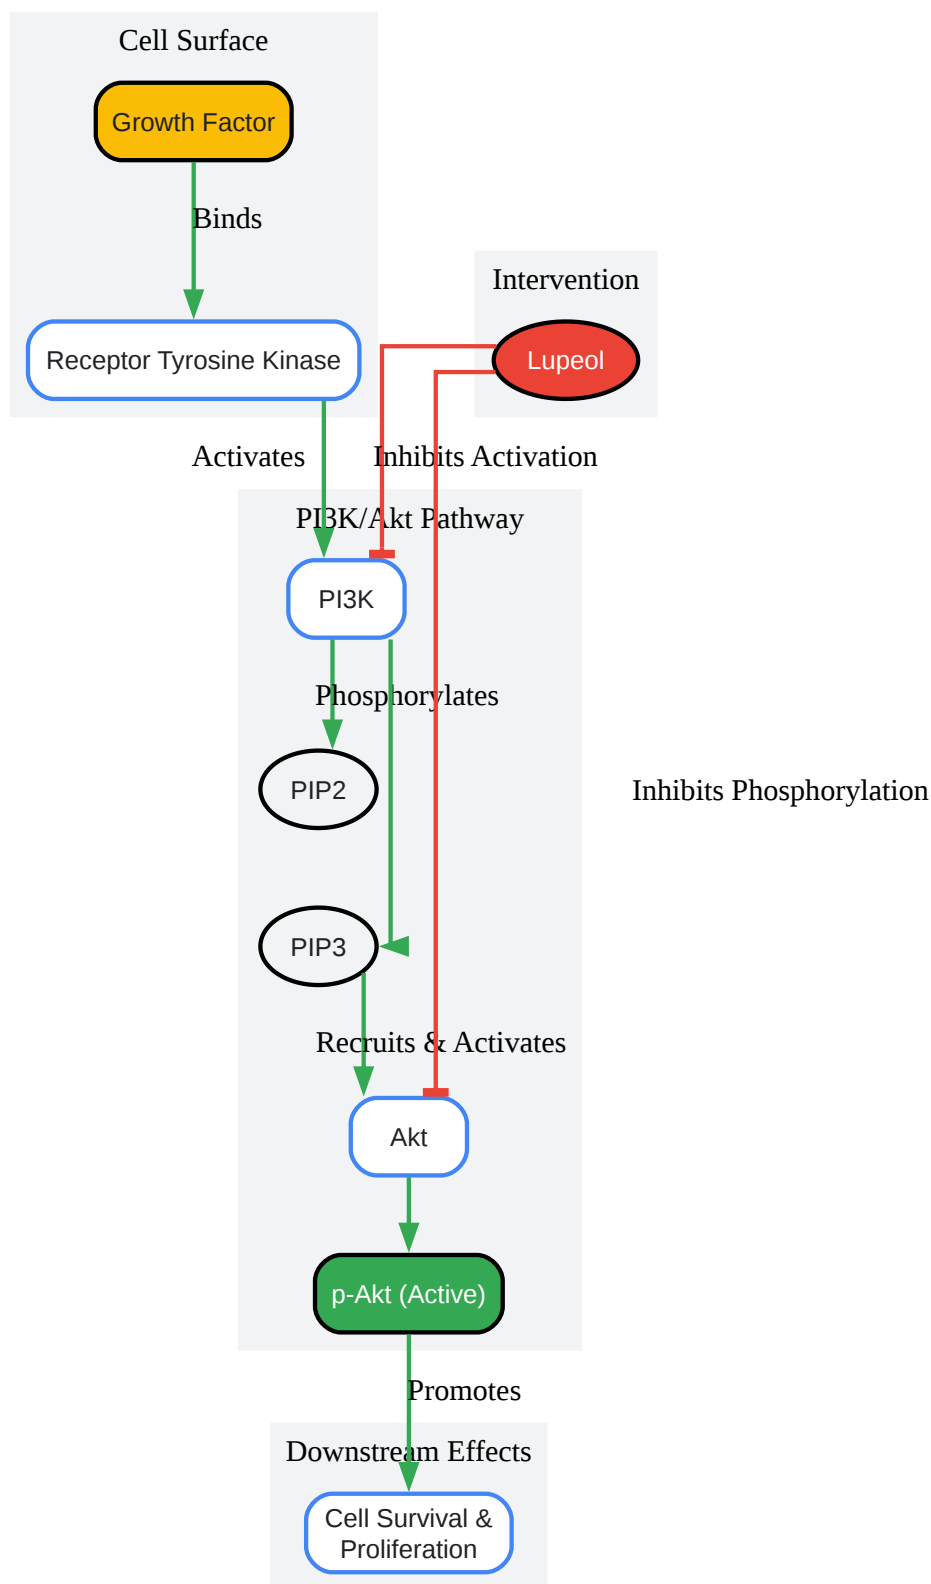 Cell Surface
Growth Factor
Binds
Intervention
Receptor Tyrosine Kinase
Lupeol
Activates
Inhibits Activation
PI3K/Akt Pathway
PI3K
Phosphorylates
PIP2
Inhibits Phosphorylation
PIP3
Recruits & Activates
Akt
p-Akt (Active)
Promotes
Downstream Effects
Cell Survival &
Proliferation